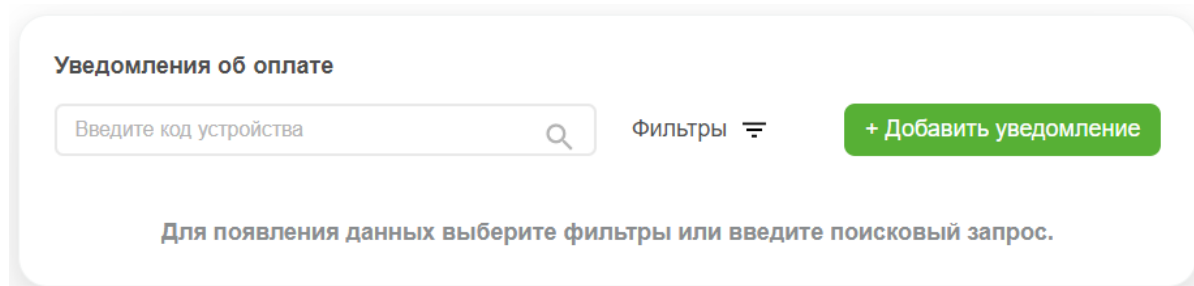 Уведомления об оплате
Введите код устройства
Фильтры
+ Добавить уведомление
Для появления данных выберите фильтры или введите поисковый запрос.